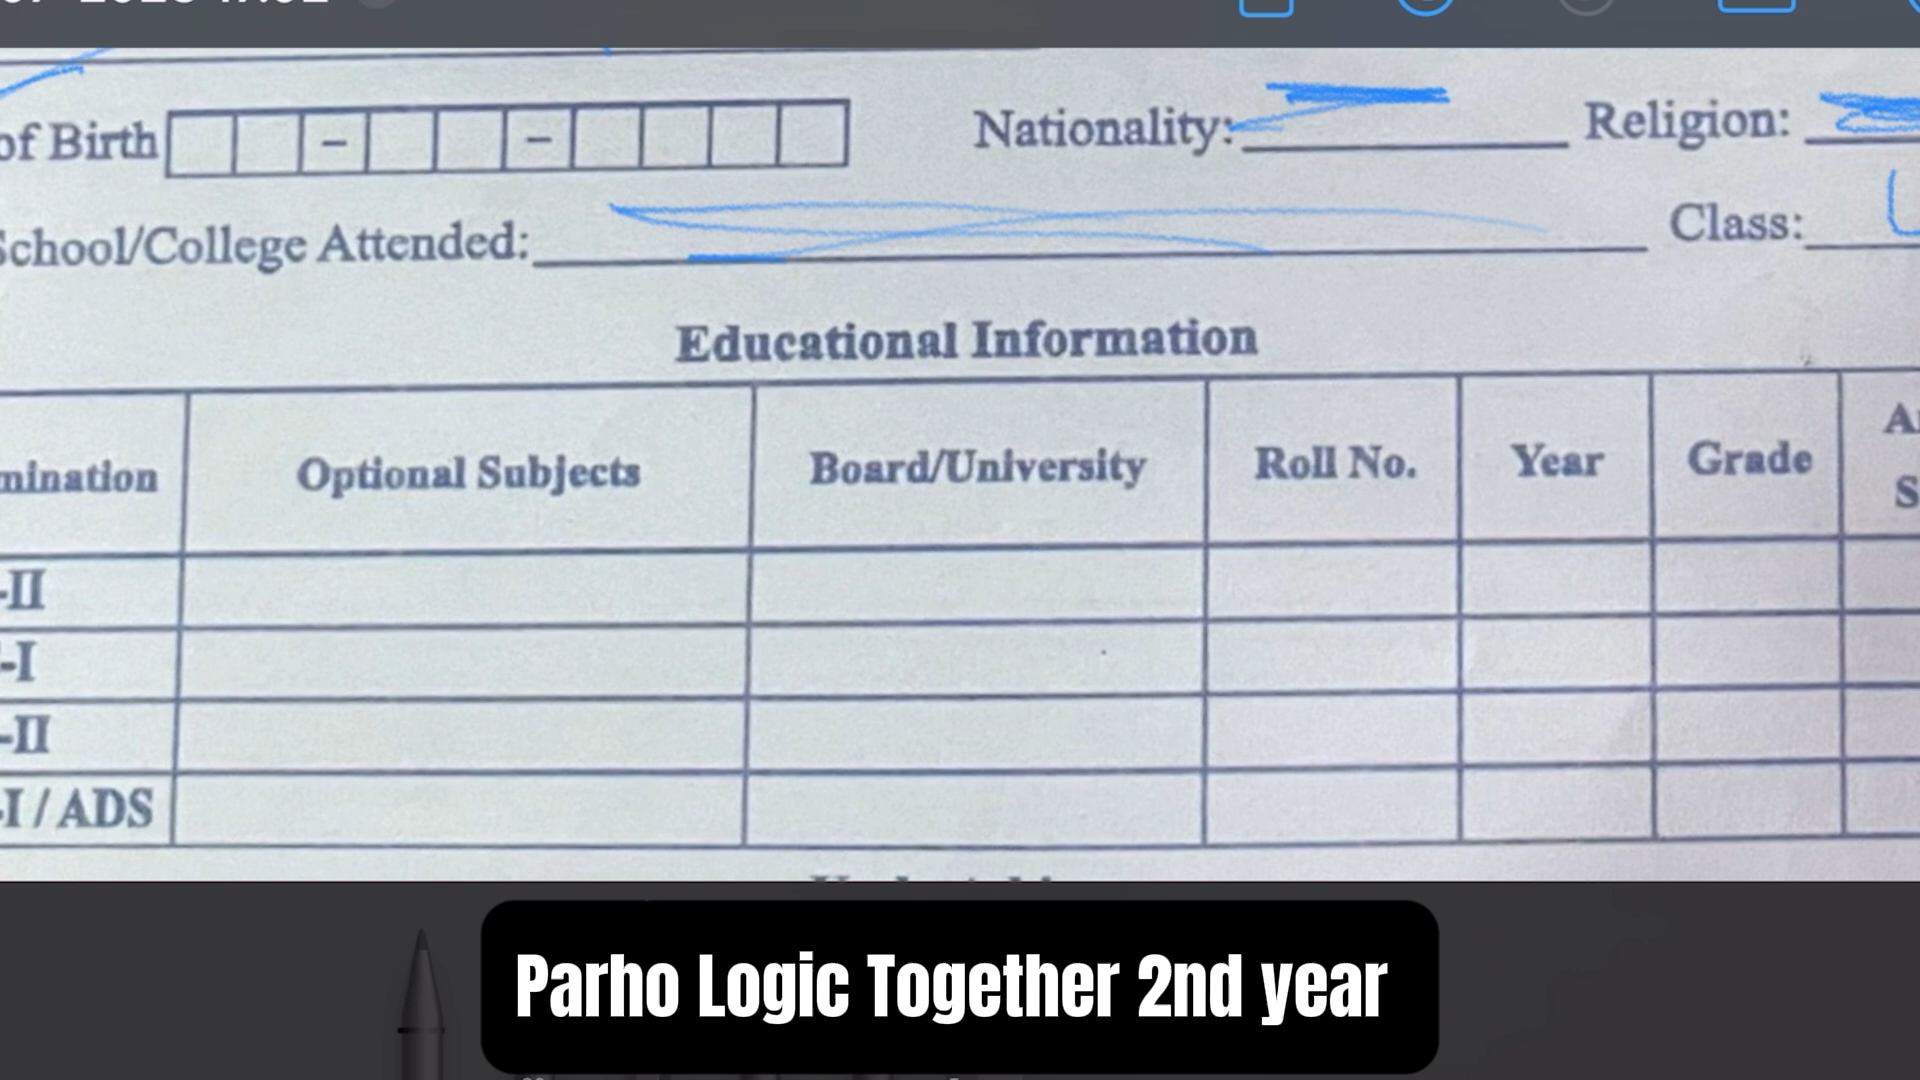 of Birth - - Nationality: Religion:
School/College Attended: Class:
Educational Information
mination Optional Subjects Board/University Roll No. Year Grade
-II
-I
-II
-I / ADS
Parho Logic Together 2nd year